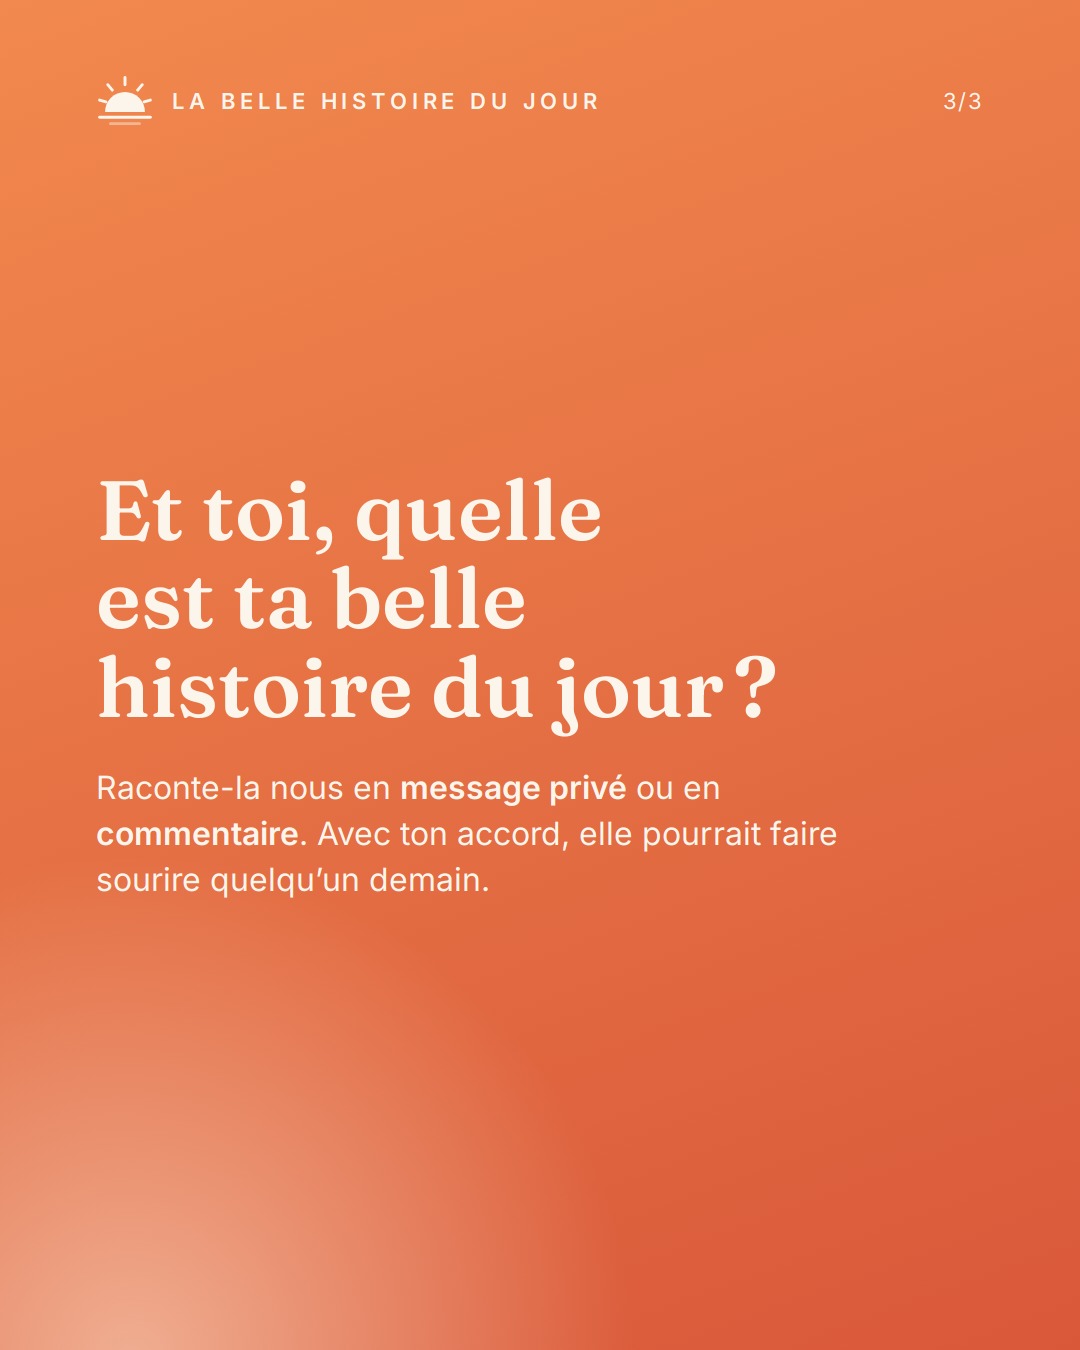 LA BELLE HISTOIRE DU JOUR
3/3
Et toi, quelle
est ta belle
histoire du jour ?
Raconte-la nous en message privé ou en
commentaire. Avec ton accord, elle pourrait faire
sourire quelqu’un demain.